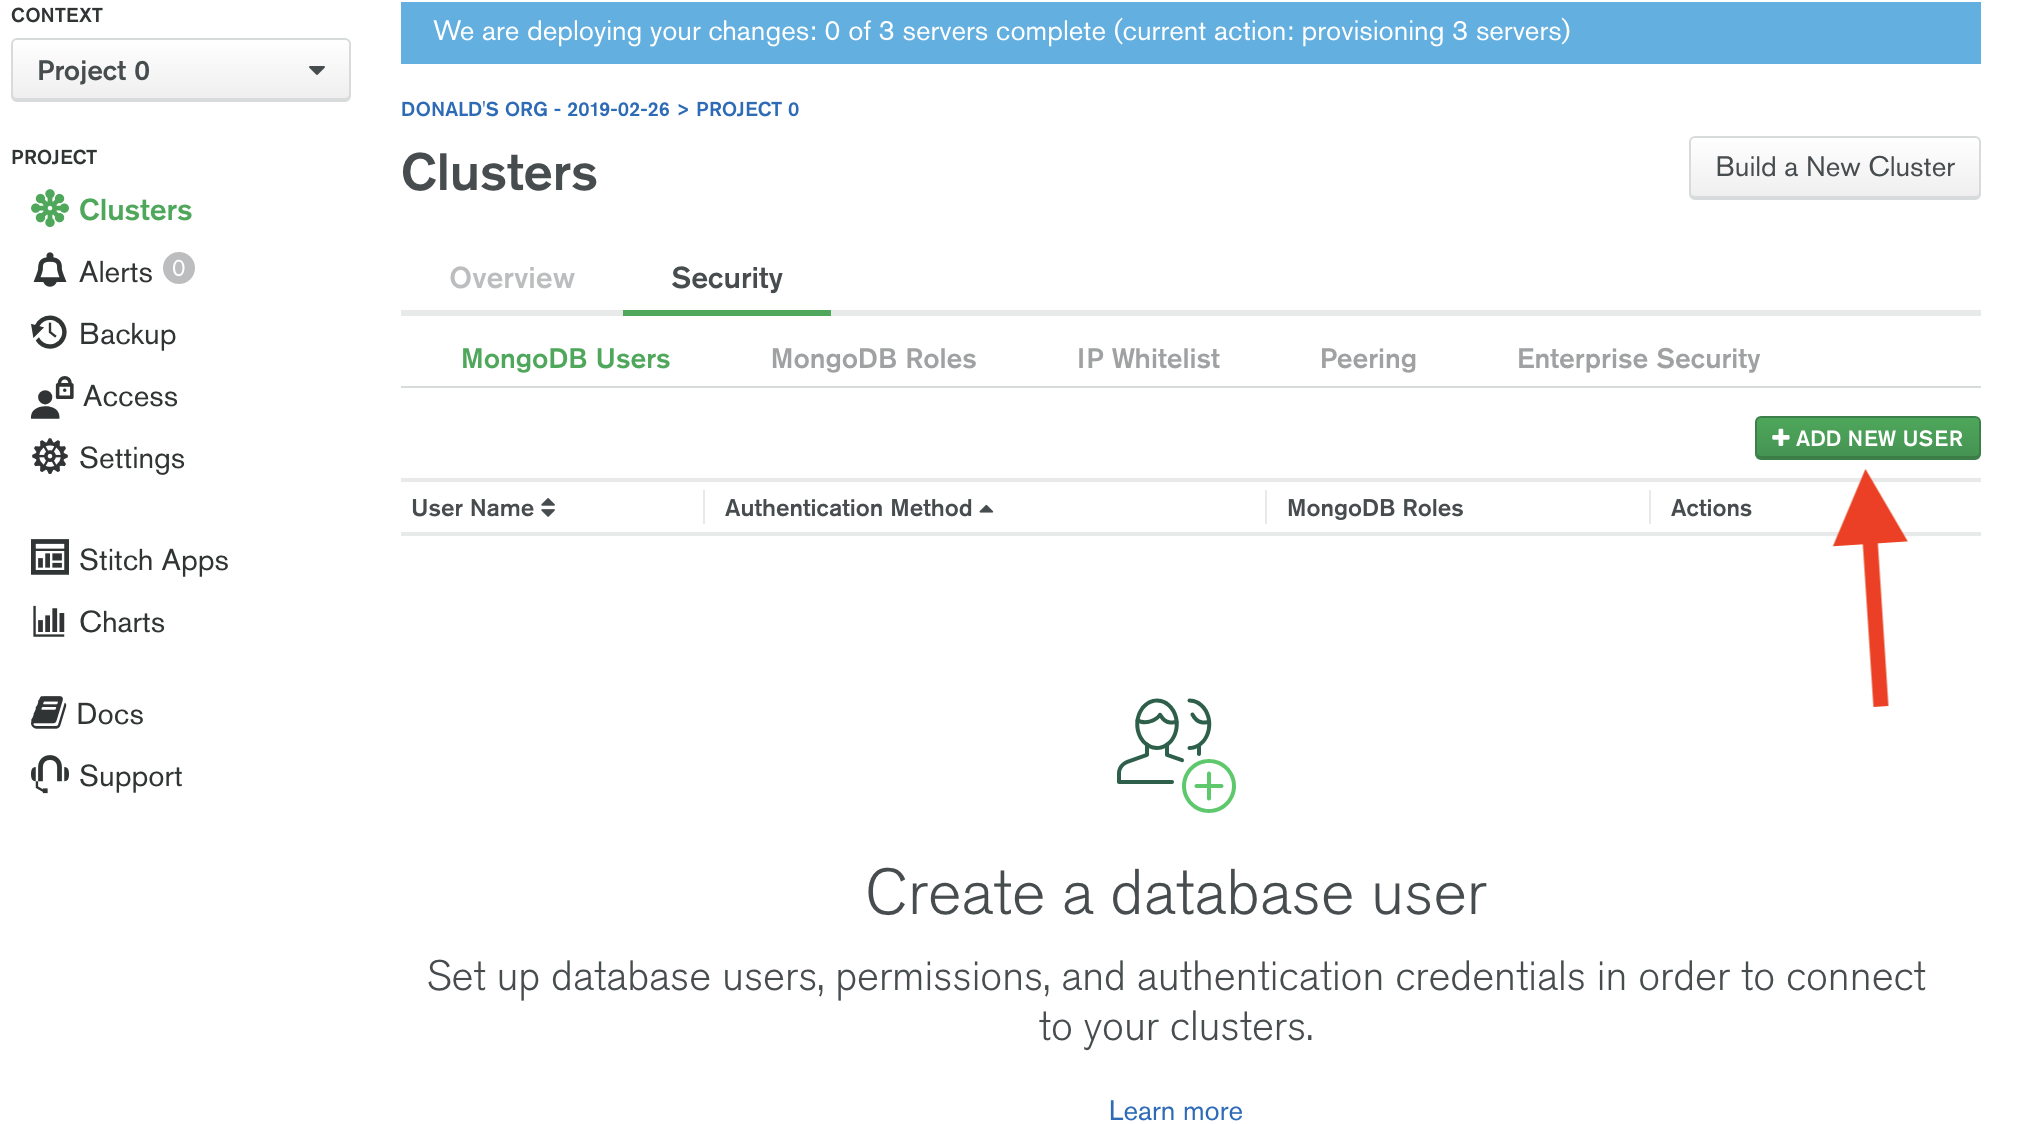 CONTEXT
Project 0
PROJECT
Clusters
Alerts 0
Backup
Access
Settings
Stitch Apps
Charts
Docs
Support
We are deploying your changes: 0 of 3 servers complete (current action: provisioning 3 servers)
DONALD'S ORG - 2019-02-26 > PROJECT 0
Clusters
Build a New Cluster
Overview Security
MongoDB Users MongoDB Roles IP Whitelist Peering Enterprise Security
+ ADD NEW USER
User Name Authentication Method MongoDB Roles Actions
Create a database user
Set up database users, permissions, and authentication credentials in order to connect
to your clusters.
Learn more